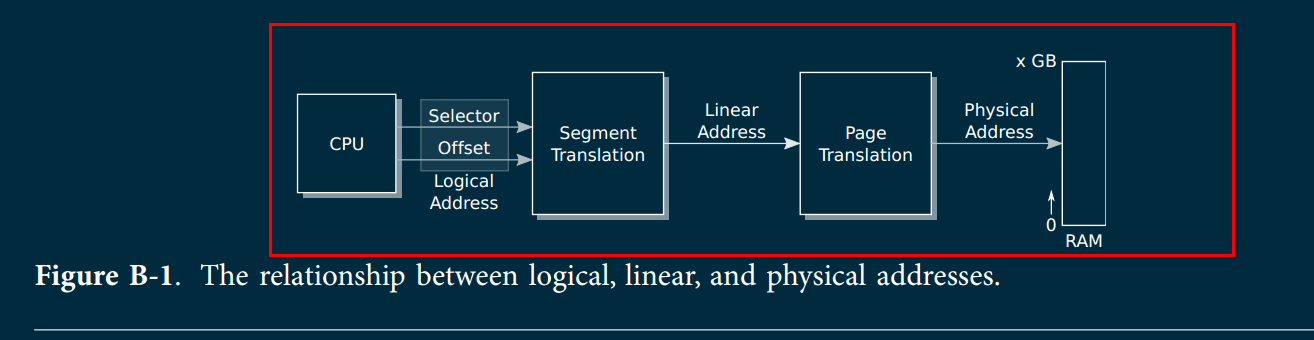 x GB
CPU
Selector
Offset
Logical
Address
Segment
Translation
Linear
Address
Page
Translation
Physical
Address
0
RAM
Figure B-1. The relationship between logical, linear, and physical addresses.